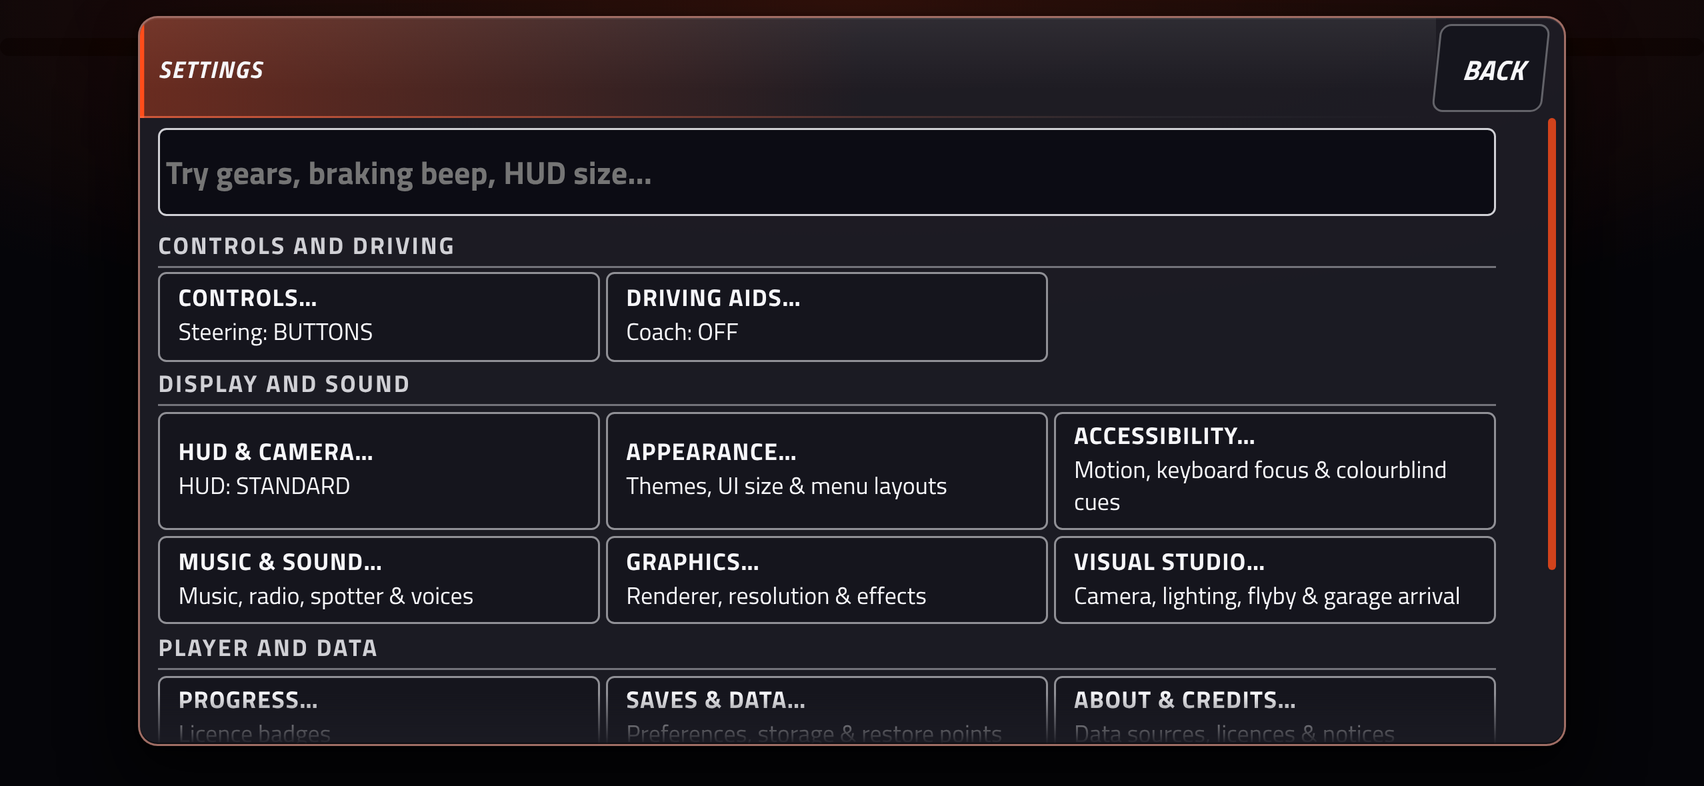 SETTINGS
BACK
Try gears, braking beep, HUD size...
CONTROLS AND DRIVING
CONTROLS...
Steering: BUTTONS
DRIVING AIDS...
Coach: OFF
DISPLAY AND SOUND
HUD & CAMERA...
HUD: STANDARD
APPEARANCE...
Themes, UI size & menu layouts
ACCESSIBILITY...
Motion, keyboard focus & colourblind
cues
MUSIC & SOUND...
Music, radio, spotter & voices
GRAPHICS...
Renderer, resolution & effects
VISUAL STUDIO...
Camera, lighting, flyby & garage arrival
PLAYER AND DATA
PROGRESS...
Licence badges
SAVES & DATA...
Preferences, storage & restore points
ABOUT & CREDITS...
Data sources, licences & notices